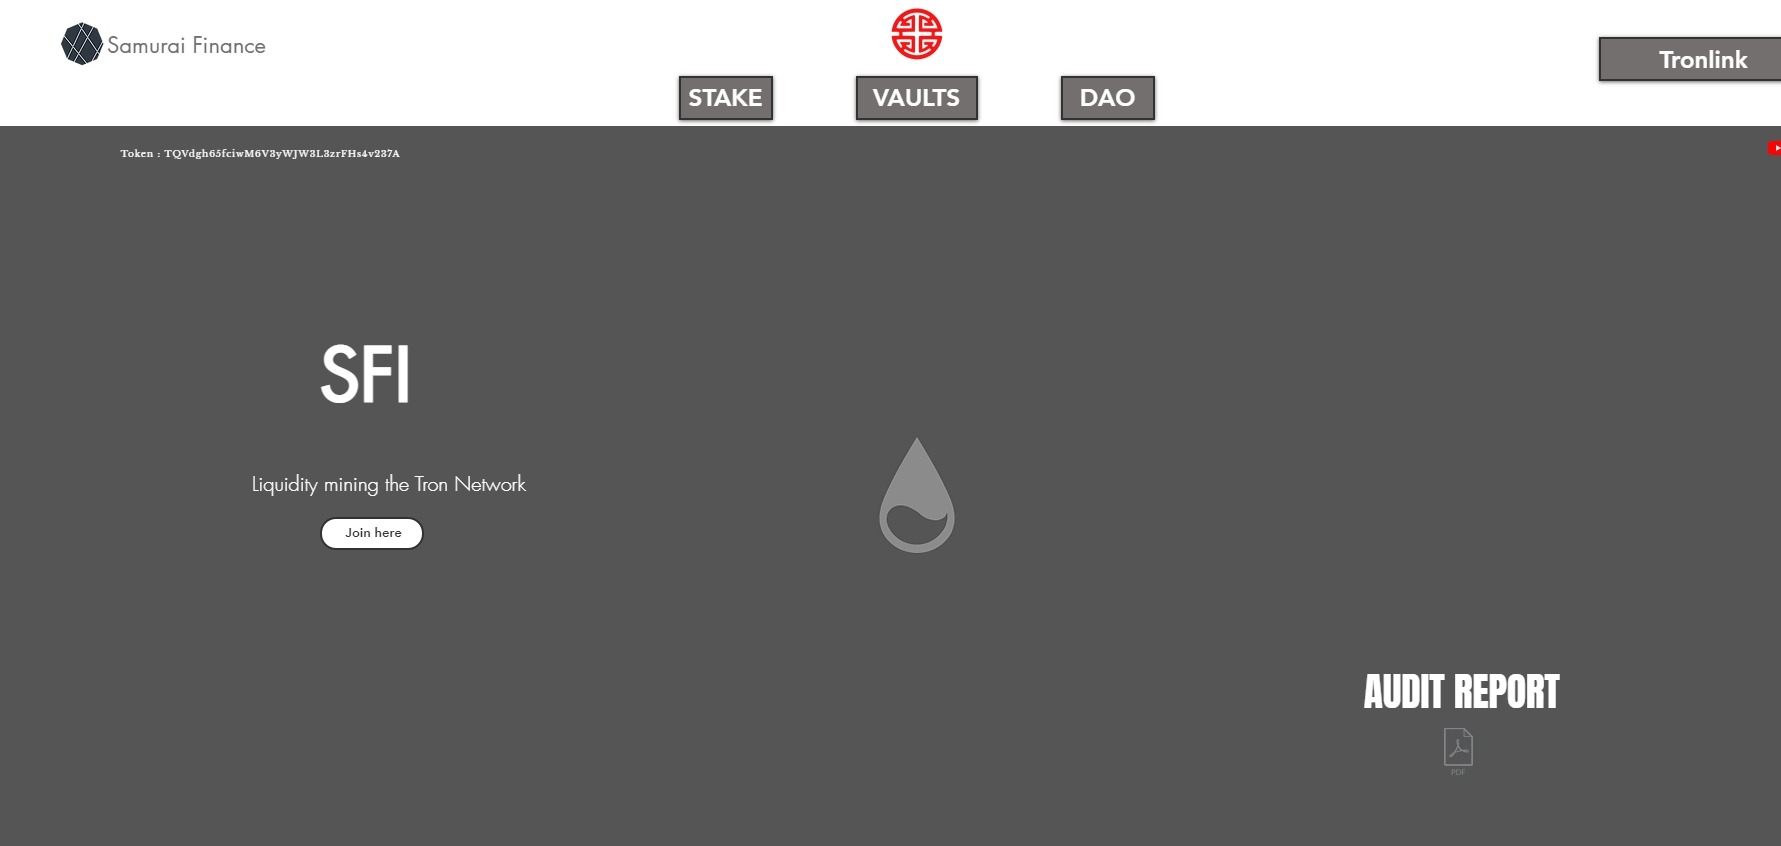 Samurai Finance
Tronlink
STAKE
VAULTS
DAO
Token : TQVdgh65fciwM6V3yWJW3L3zrFHs4v237A
SFI
Liquidity mining the Tron Network
Join here
AUDIT REPORT
PDF